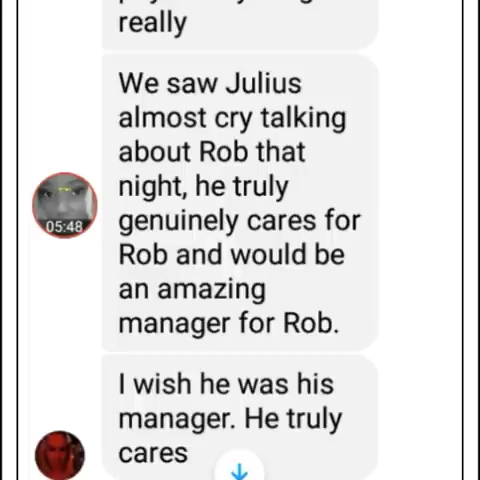 really
We saw Julius
almost cry talking
about Rob that
night, he truly
genuinely cares for
Rob and would be
an amazing
manager for Rob.
05:48
I wish he was his
manager. He truly
cares